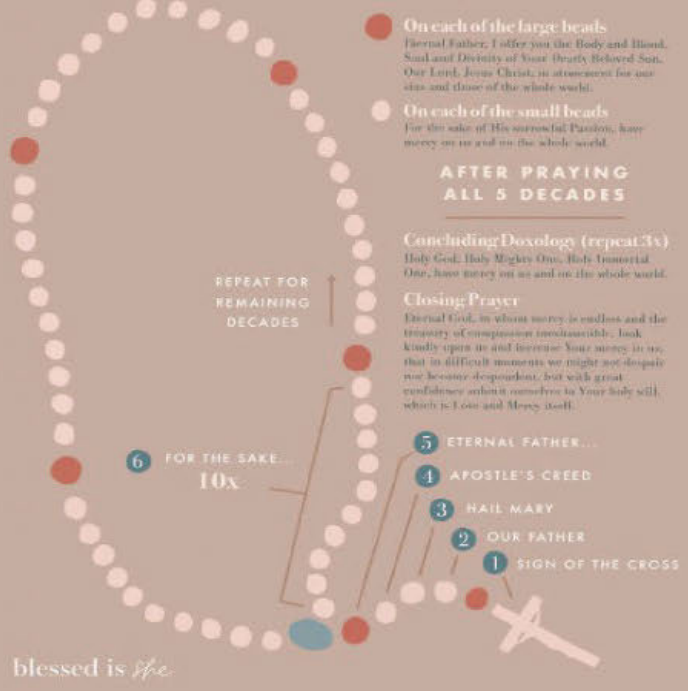 On each of the large beads
Eternal Father, I offer you the Body and Blood,
Soul and Divinity of Your Dearly Beloved Son,
Our Lord, Jesus Christ, in atonement for our
sins and those of the whole world.
On each of the small beads
For the sake of His sorrowful Passion, have
mercy on us and on the whole world.
AFTER PRAYING
ALL 5 DECADES
Concluding Doxology (repeat 3x)
Holy God, Holy Mighty One, Holy Immortal
One, have mercy on us and on the whole world.
Closing Prayer
Eternal God, in whom mercy is endless and the
treasury of compassion inexhaustible, look
kindly upon us and increase Your mercy in us,
that in difficult moments we might not despair
nor become despondent, but with great
confidence submit ourselves to Your holy will,
which is Love and Mercy itself.
REPEAT FOR
REMAINING
DECADES
6 FOR THE SAKE...
10x
5 ETERNAL FATHER...
4 APOSTLE'S CREED
3 HAIL MARY
2 OUR FATHER
1 SIGN OF THE CROSS
blessed is she